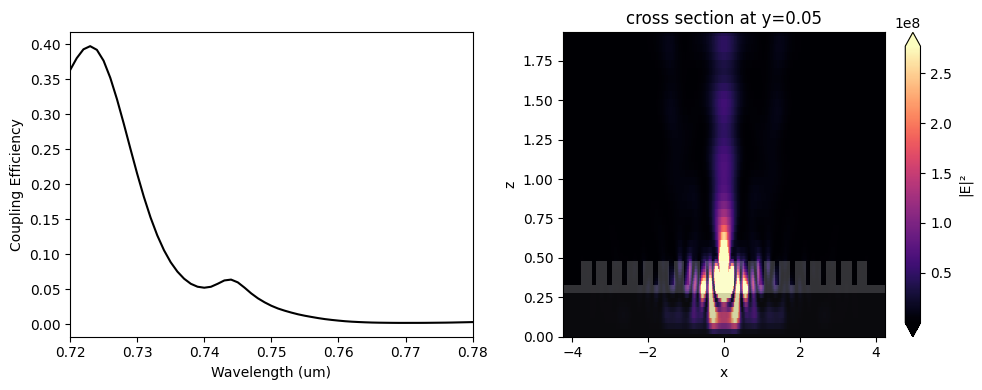 Coupling Efficiency
0.40
0.35
0.30
0.25
0.20
0.15
0.10
0.05
0.00
0.72 0.73 0.74 0.75 0.76 0.77 0.78
Wavelength (um)
cross section at y=0.05
z
1.75
1.50
1.25
1.00
0.75
0.50
0.25
0.00
−4 −2 0 2 4
x
1e8
2.5
2.0
1.5
1.0
0.5
|E|²